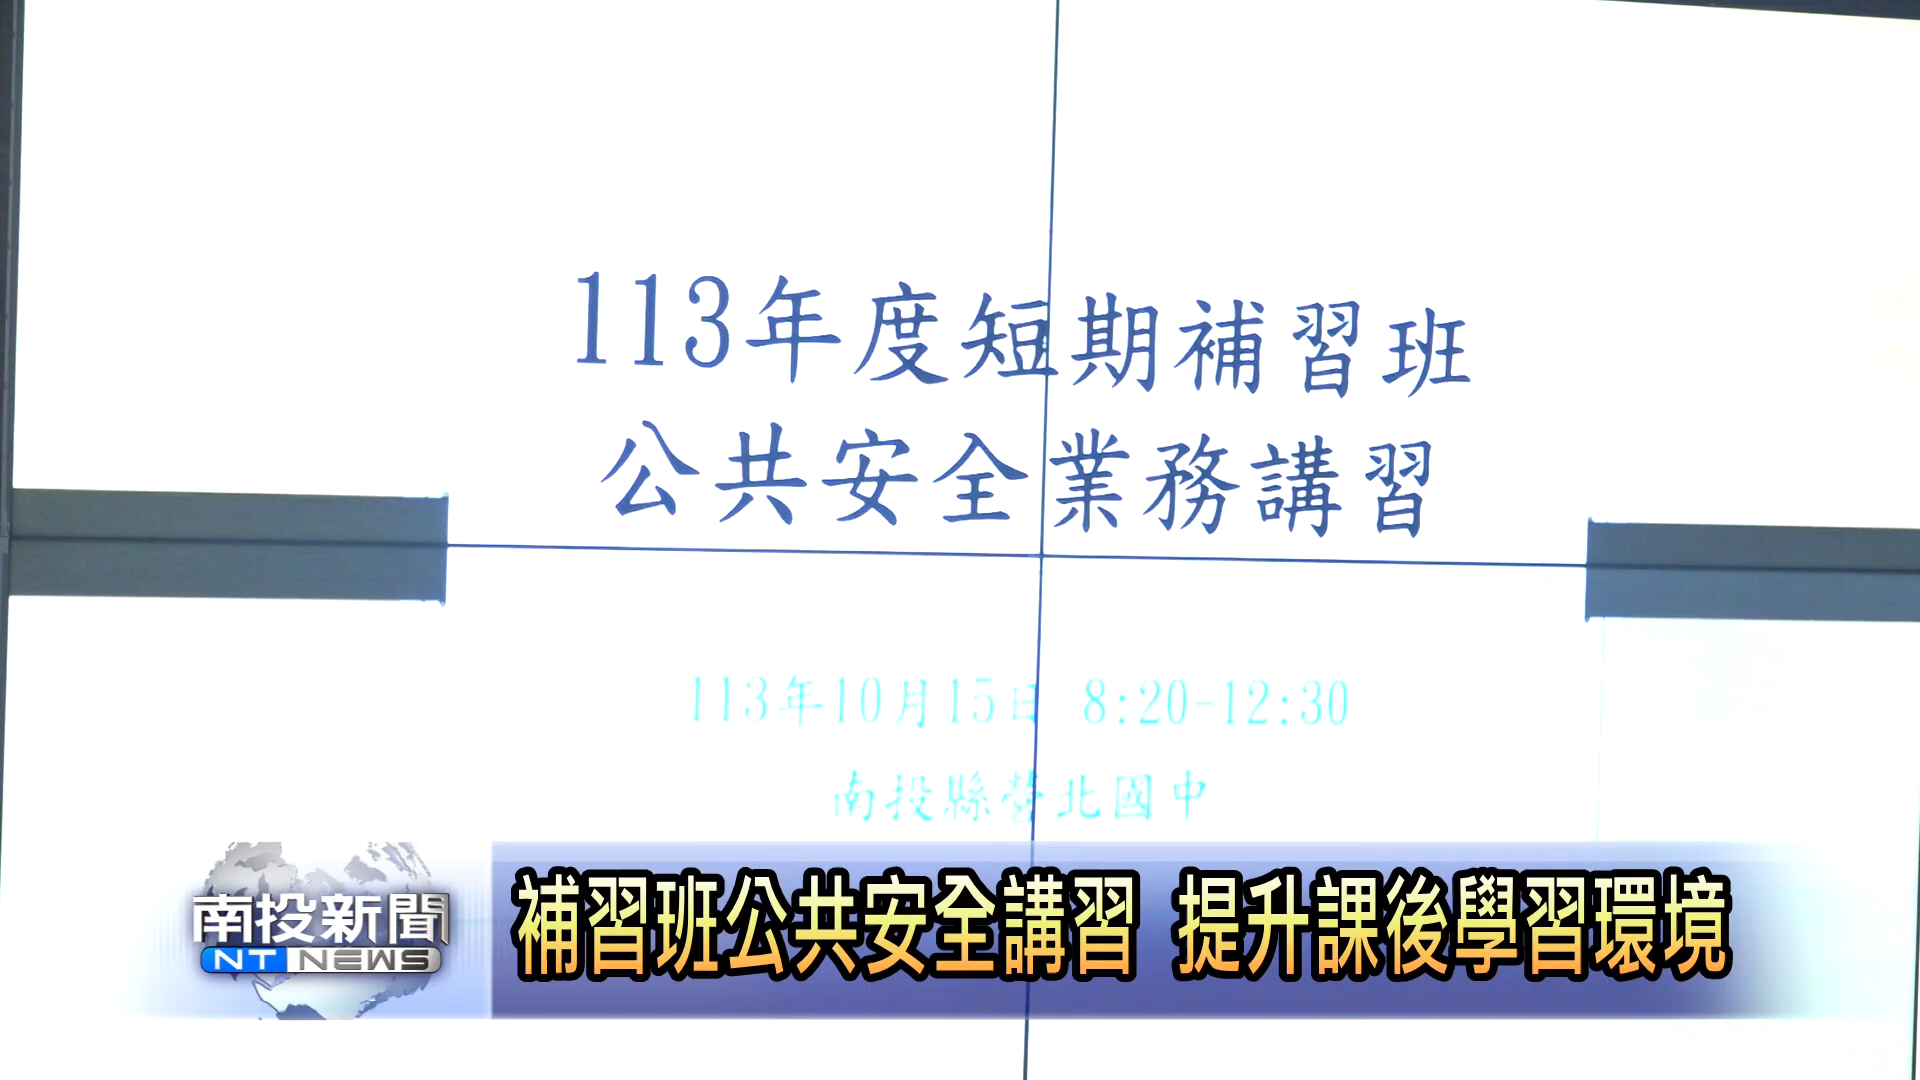 113年度短期補習班
公共安全業務講習
113年10月15日 8:20-12:30
南投縣營北國中
南投新聞
NT NEWS
補習班公共安全講習 提升課後學習環境